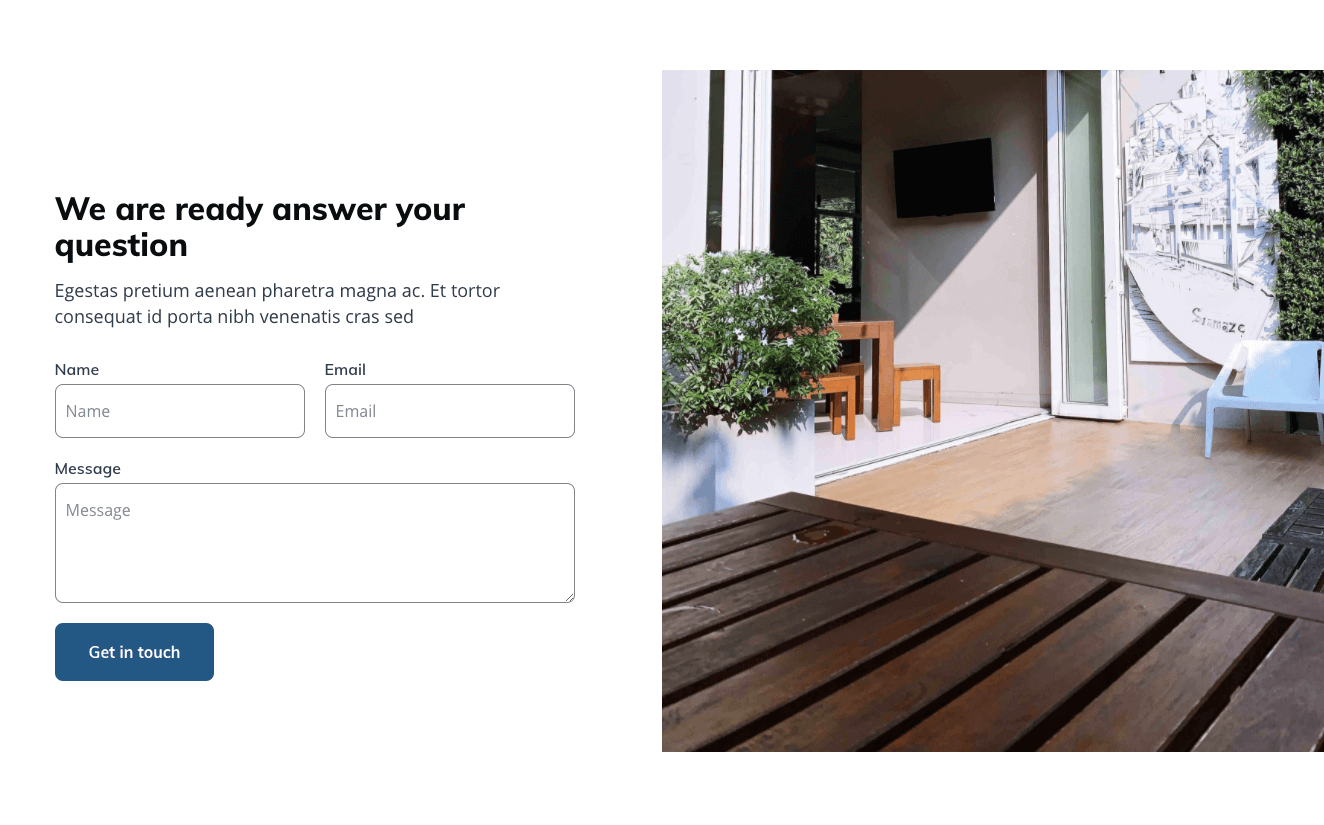 We are ready answer your
question
Egestas pretium aenean pharetra magna ac. Et tortor
consequat id porta nibh venenatis cras sed
Name
Email
Name
Email
Message
Message
Get in touch
Siamaze